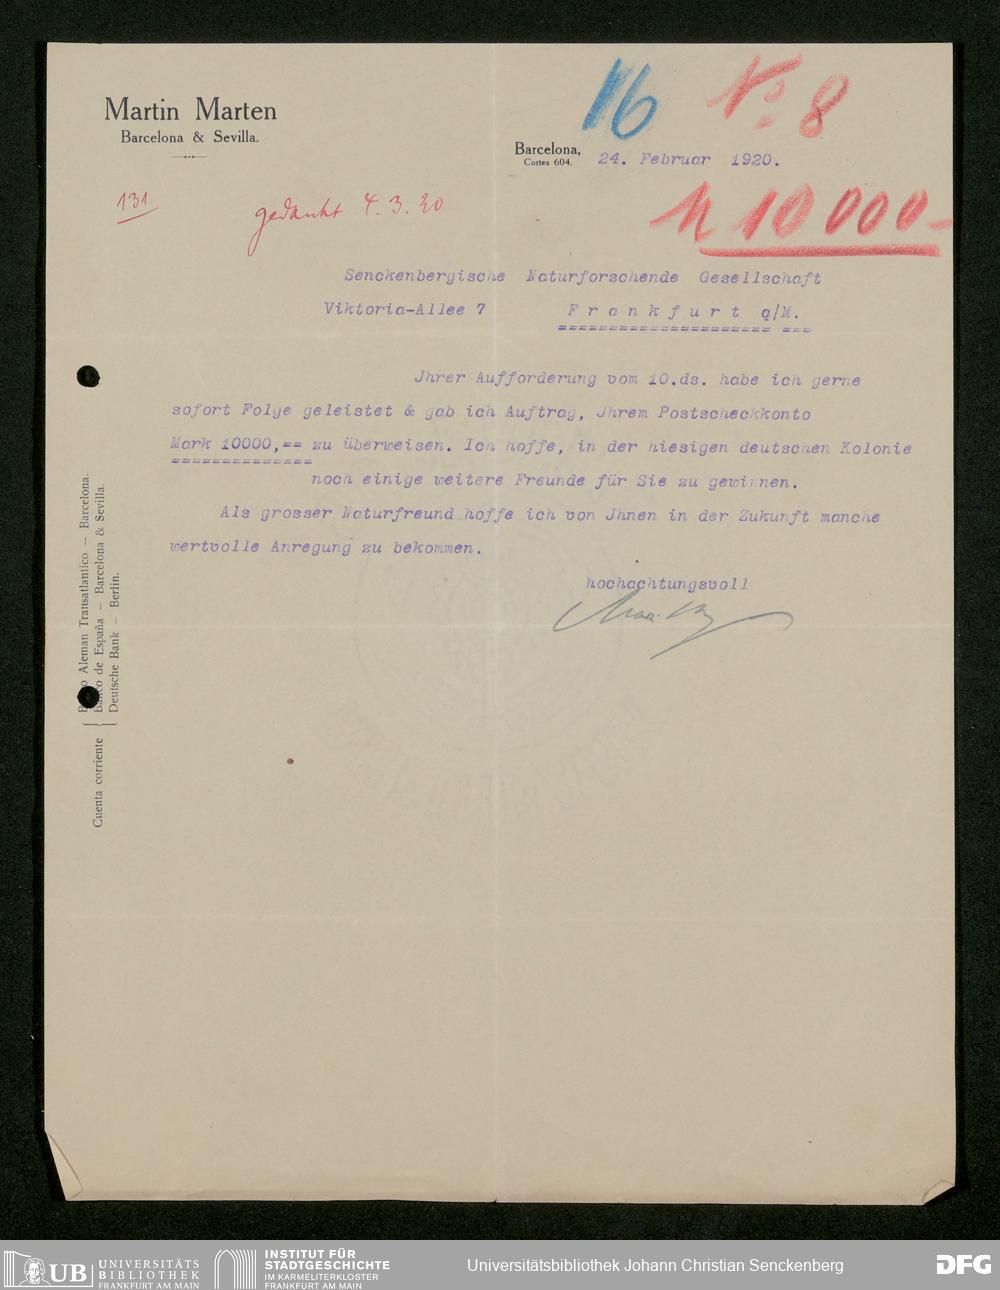 Martin Marten
Barcelona & Sevilla.
16 No 8
Barcelona,
Cortes 604.
24. Februar 1920.
131
gedankt 4.3.20
M 10000-
Senckenbergische Naturforschende Gesellschaft
Viktoria-Allee 7 Frankfurt a/M.
Jhrer Aufforderung vom 10.ds. habe ich gerne
sofort Folge geleistet & gab ich Auftrag, Jhrem Postscheckkonto
Mark 10000,== zu überweisen. Ich hoffe, in der hiesigen deutschen Kolonie
noch einige weitere Freunde für Sie zu gewinnen.
Als grosser Naturfreund hoffe ich von Jhnen in der Zukunft manche
wertvolle Anregung zu bekommen.
hochachtungsvoll
Cuenta corriente
Aleman Transatlantico – Barcelona.
Banco de España – Barcelona & Sevilla.
Deutsche Bank – Berlin.
UB UNIVERSITÄTS
BIBLIOTHEK
FRANKFURT AM MAIN
INSTITUT FÜR
STADTGESCHICHTE
IM KARMELITERKLOSTER
FRANKFURT AM MAIN
Universitätsbibliothek Johann Christian Senckenberg
DFG